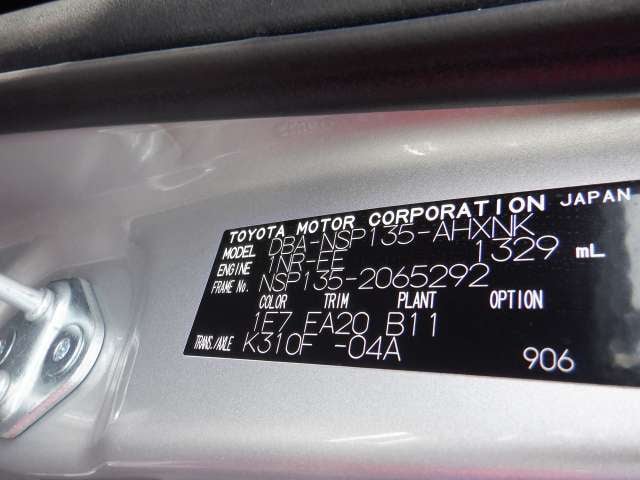 TOYOTA MOTOR CORPORATION JAPAN
MODEL DBA-NSP135-AHXNK
ENGINE 1NR-FE 1329 mL
FRAME No. NSP135-2065292
COLOR TRIM PLANT OPTION
1E7 EA20 B11
TRANS./AXLE K310F -04A
906